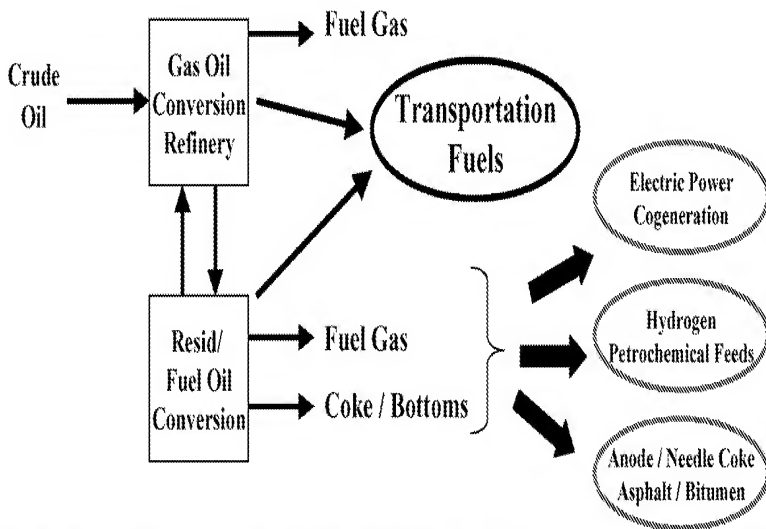 Fuel Gas
Crude
Oil
Gas Oil
Conversion
Refinery
Transportation
Fuels
Electric Power
Cogeneration
Resid/
Fuel Oil
Conversion
Fuel Gas
Coke / Bottoms
Hydrogen
Petrochemical Feeds
Anode / Needle Coke
Asphalt / Bitumen